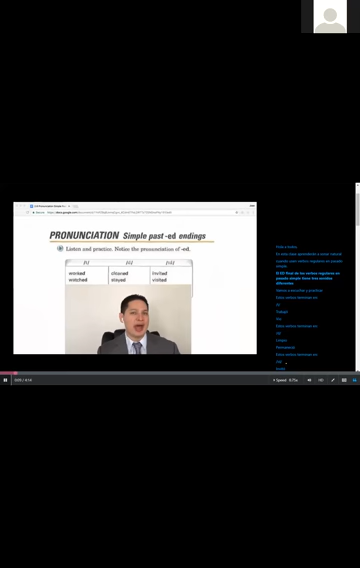 PRONUNCIATION Simple past -ed endings
Listen and practice. Notice the pronunciation of -ed.
/t/ /d/ /ɪd/
worked cleaned invited
watched stayed visited
Hola a todos,
En esta clase aprenderán a sonar natural
cuando usen verbos regulares en pasado
simple.
El ED final de los verbos regulares en
pasado simple tiene tres sonidos
diferentes
Vamos a escuchar y practicar
Estos verbos terminan en
/t/
Trabajó
Estos verbos terminan en
/d/
Limpió
Permaneció
Estos verbos terminan en
Speed 0.75x